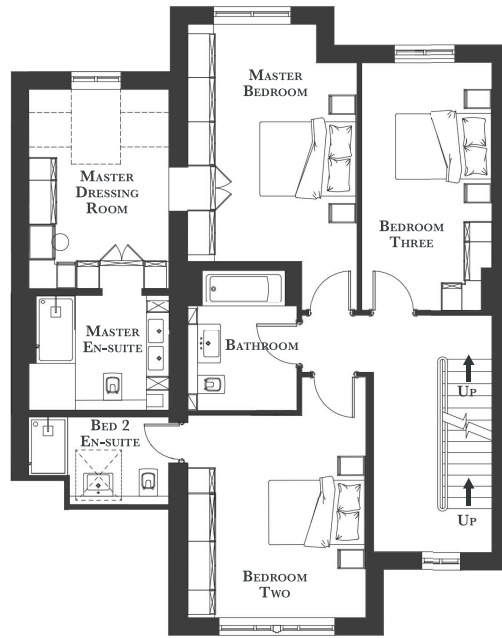 Master
Bedroom
Master
Dressing
Room
Bedroom
Three
Master
En-suite
Bathroom
Up
Bed 2
En-suite
Up
Bedroom
Two